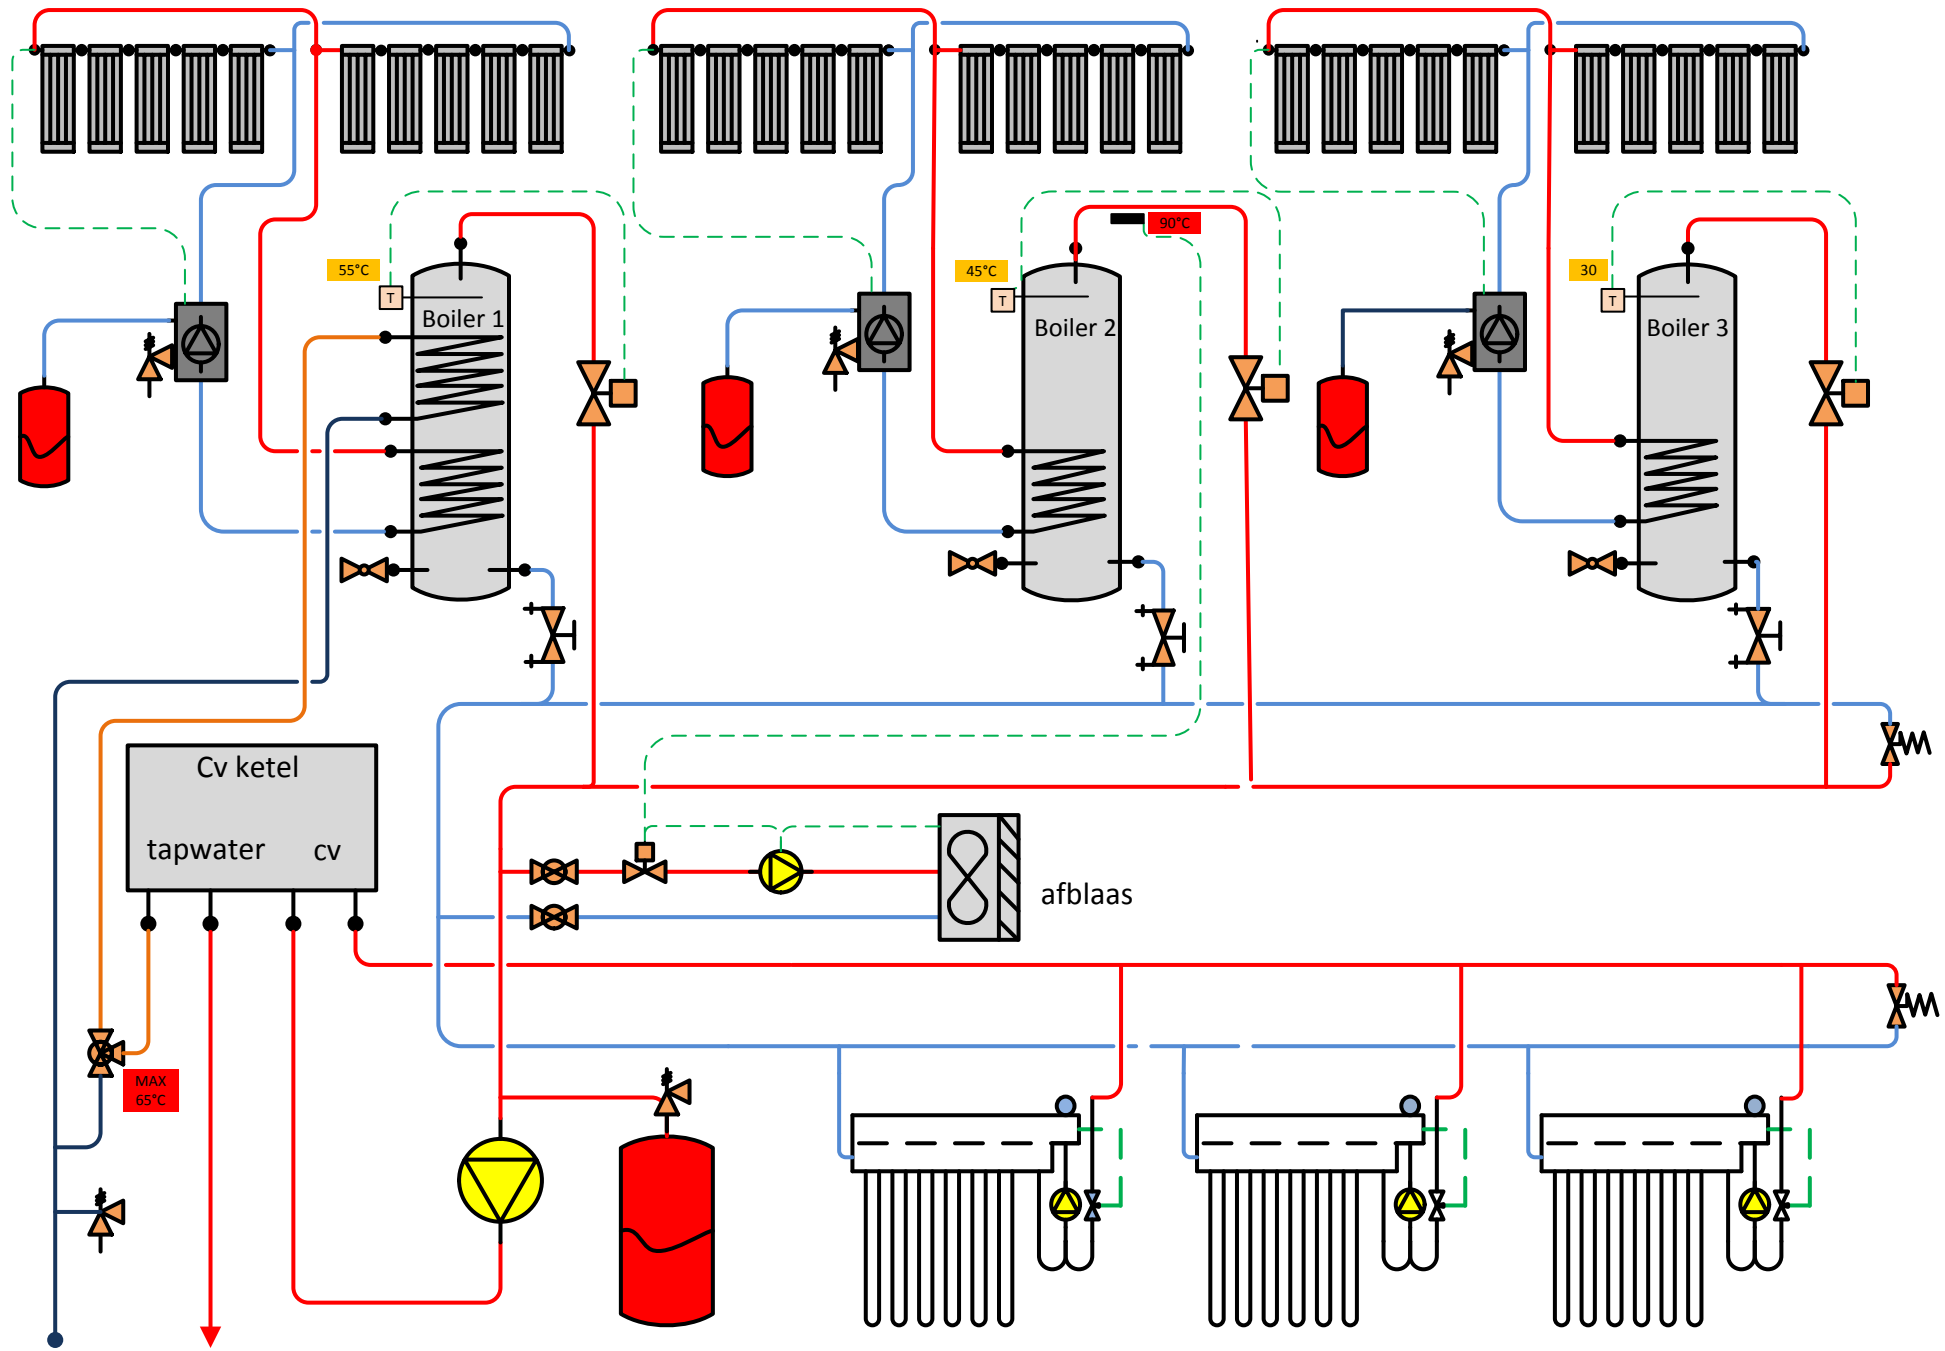 90°C
55°C
45°C
30
T
T
T
Boiler 1
Boiler 2
Boiler 3
Cv ketel
tapwater
cv
afblaas
MAX
65°C